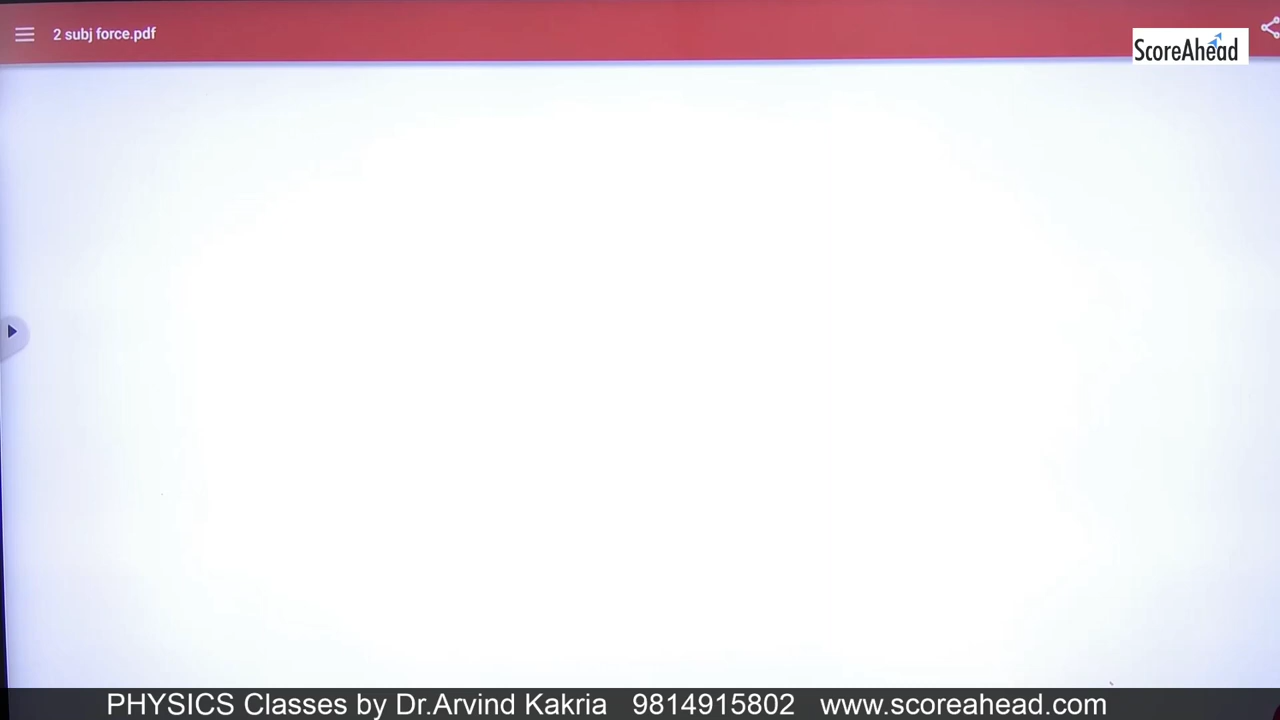 2 subj force.pdf
ScoreAhead
PHYSICS Classes by Dr.Arvind Kakria 9814915802 www.scoreahead.com